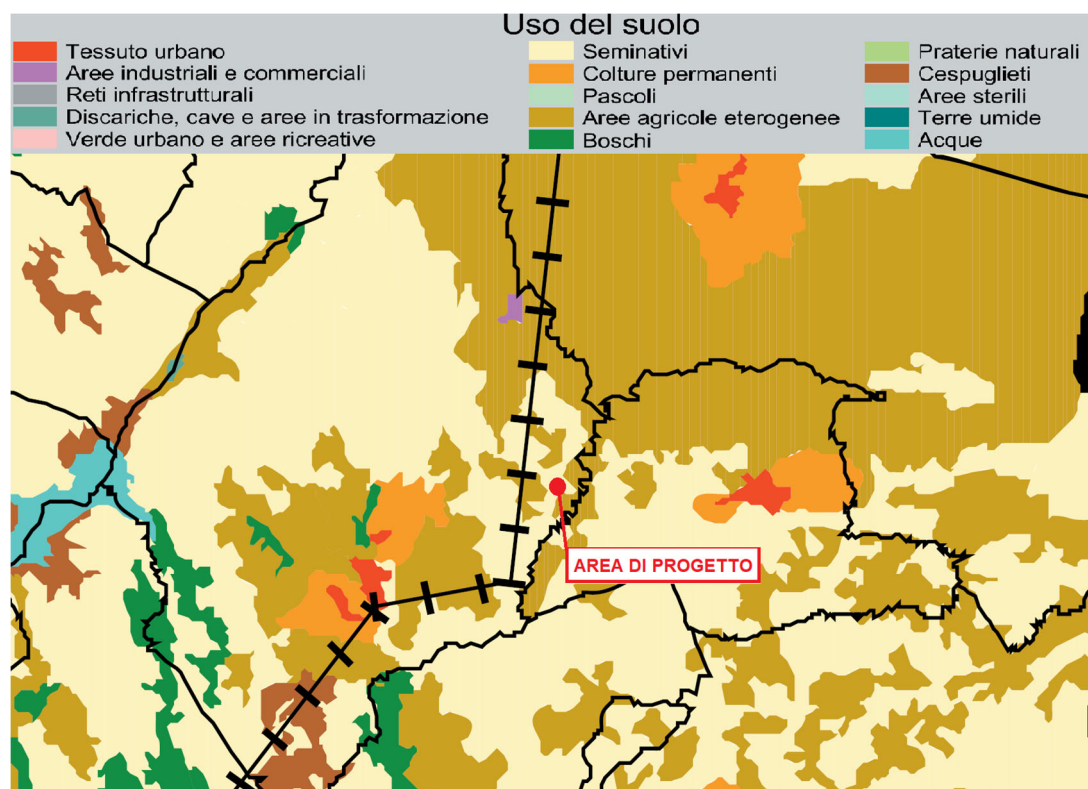 Uso del suolo
Tessuto urbano
Aree industriali e commerciali
Reti infrastrutturali
Discariche, cave e aree in trasformazione
Verde urbano e aree ricreative
Seminativi
Colture permanenti
Pascoli
Aree agricole eterogenee
Boschi
Praterie naturali
Cespuglieti
Aree sterili
Terre umide
Acque
AREA DI PROGETTO